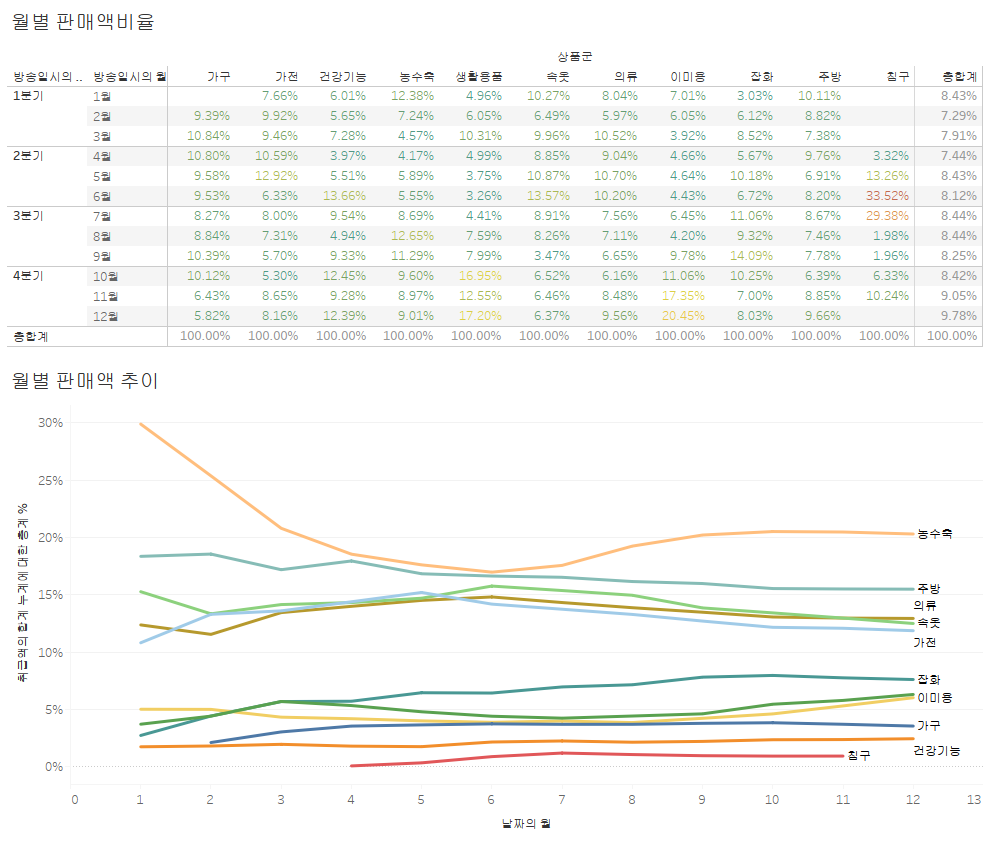 월별 판매액비율
상품군
방송일시의 .. 방송일시의 월 가구 가전 건강기능 농수축 생활용품 속옷 의류 이미용 잡화 주방 침구 총합계
1분기 1월 7.66% 6.01% 12.38% 4.96% 10.27% 8.04% 7.01% 3.03% 10.11% 8.43%
2월 9.39% 9.92% 5.65% 7.24% 6.05% 6.49% 5.97% 6.05% 6.12% 8.82% 7.29%
3월 10.84% 9.46% 7.28% 4.57% 10.31% 9.96% 10.52% 3.92% 8.52% 7.38% 7.91%
2분기 4월 10.80% 10.59% 3.97% 4.17% 4.99% 8.85% 9.04% 4.66% 5.67% 9.76% 3.32% 7.44%
5월 9.58% 12.92% 5.51% 5.89% 3.75% 10.87% 10.70% 4.64% 10.18% 6.91% 13.26% 8.43%
6월 9.53% 6.33% 13.66% 5.55% 3.26% 13.57% 10.20% 4.43% 6.72% 8.20% 33.52% 8.12%
3분기 7월 8.27% 8.00% 9.54% 8.69% 4.41% 8.91% 7.56% 6.45% 11.06% 8.67% 29.38% 8.44%
8월 8.84% 7.31% 4.94% 12.65% 7.59% 8.26% 7.11% 4.20% 9.32% 7.46% 1.98% 8.44%
9월 10.39% 5.70% 9.33% 11.29% 7.99% 3.47% 6.65% 9.78% 14.09% 7.78% 1.96% 8.25%
4분기 10월 10.12% 5.30% 12.45% 9.60% 16.95% 6.52% 6.16% 11.06% 10.25% 6.39% 6.33% 8.42%
11월 6.43% 8.65% 9.28% 8.97% 12.55% 6.46% 8.48% 17.35% 7.00% 8.85% 10.24% 9.05%
12월 5.82% 8.16% 12.39% 9.01% 17.20% 6.37% 9.56% 20.45% 8.03% 9.66% 9.78%
총합계 100.00% 100.00% 100.00% 100.00% 100.00% 100.00% 100.00% 100.00% 100.00% 100.00% 100.00% 100.00%
월별 판매액 추이
취급액의 합계 누계에 대한 총계 %
30%
25%
20%
15%
10%
5%
0%
농수축
주방
의류
속옷
가전
잡화
이미용
가구
건강기능
침구
0 1 2 3 4 5 6 7 8 9 10 11 12 13
날짜의 월